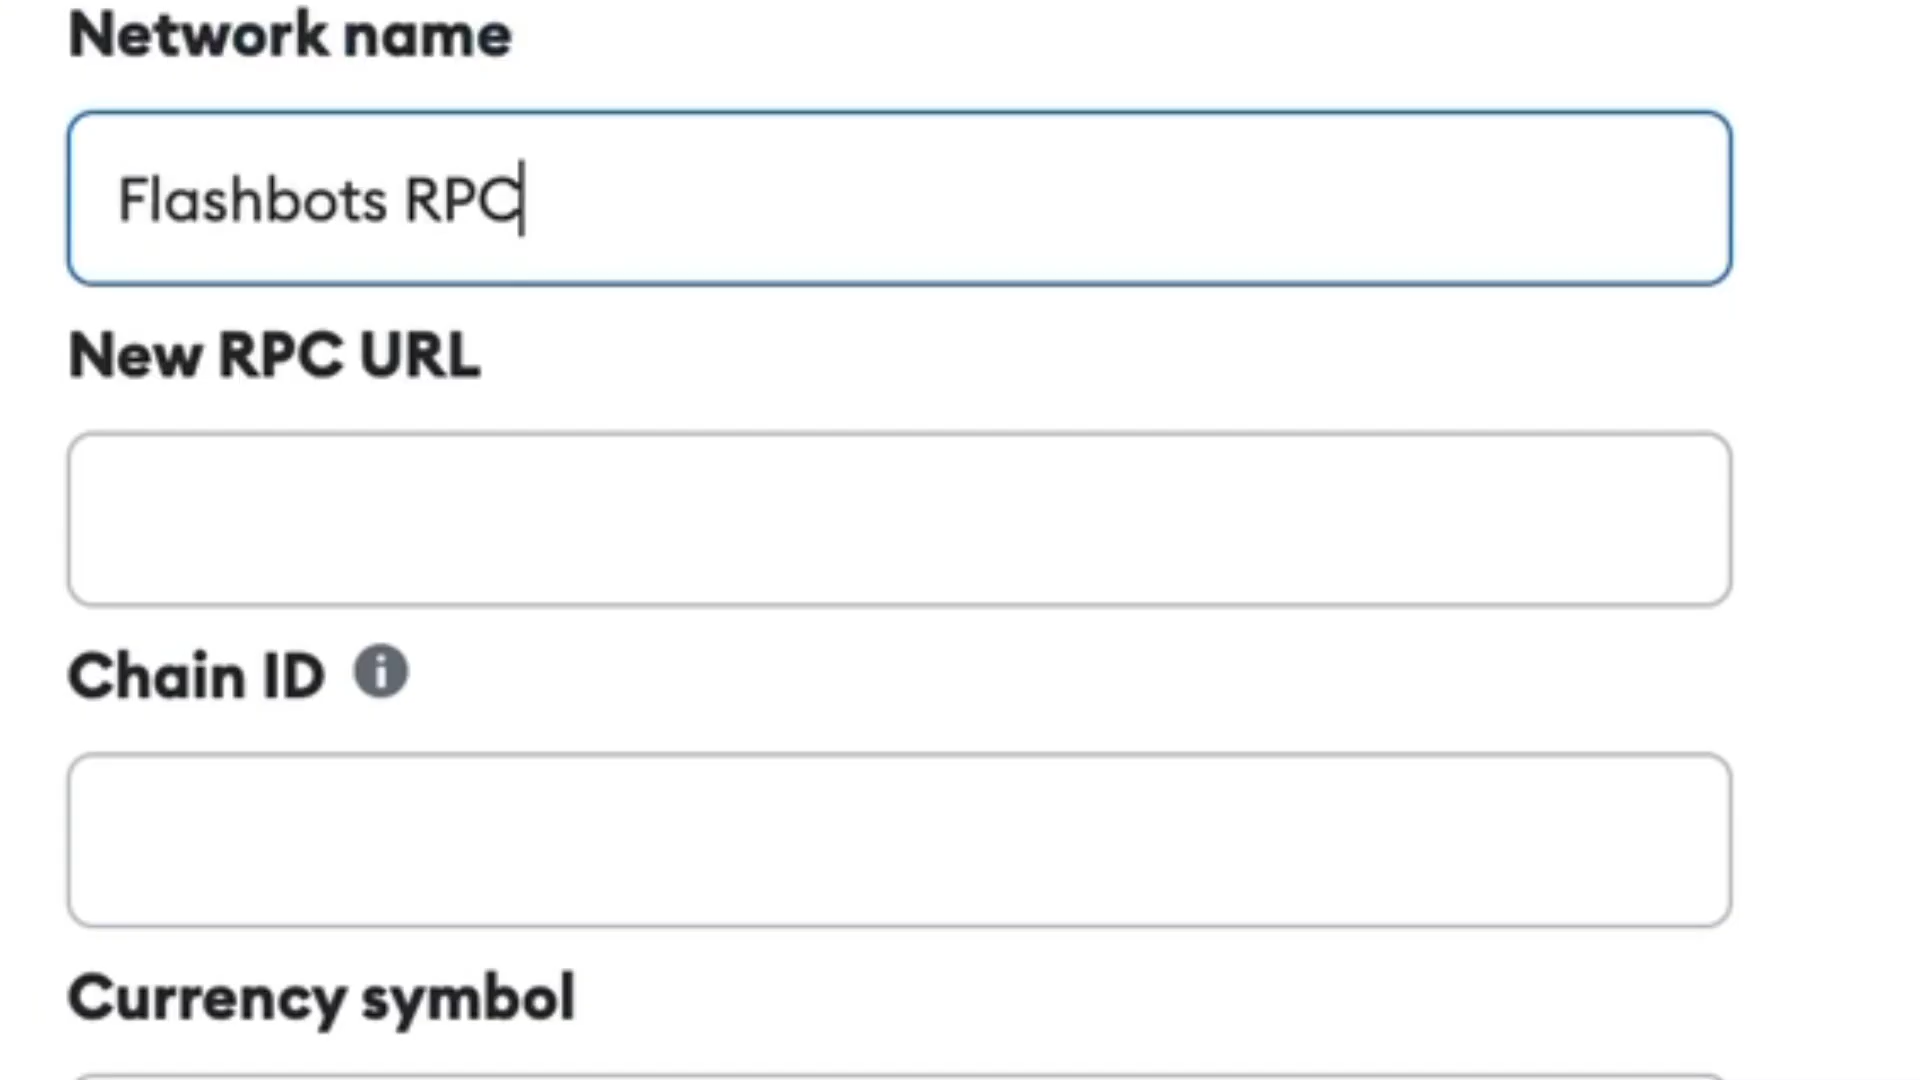 Network name
Flashbots RPC
New RPC URL
Chain ID
Currency symbol